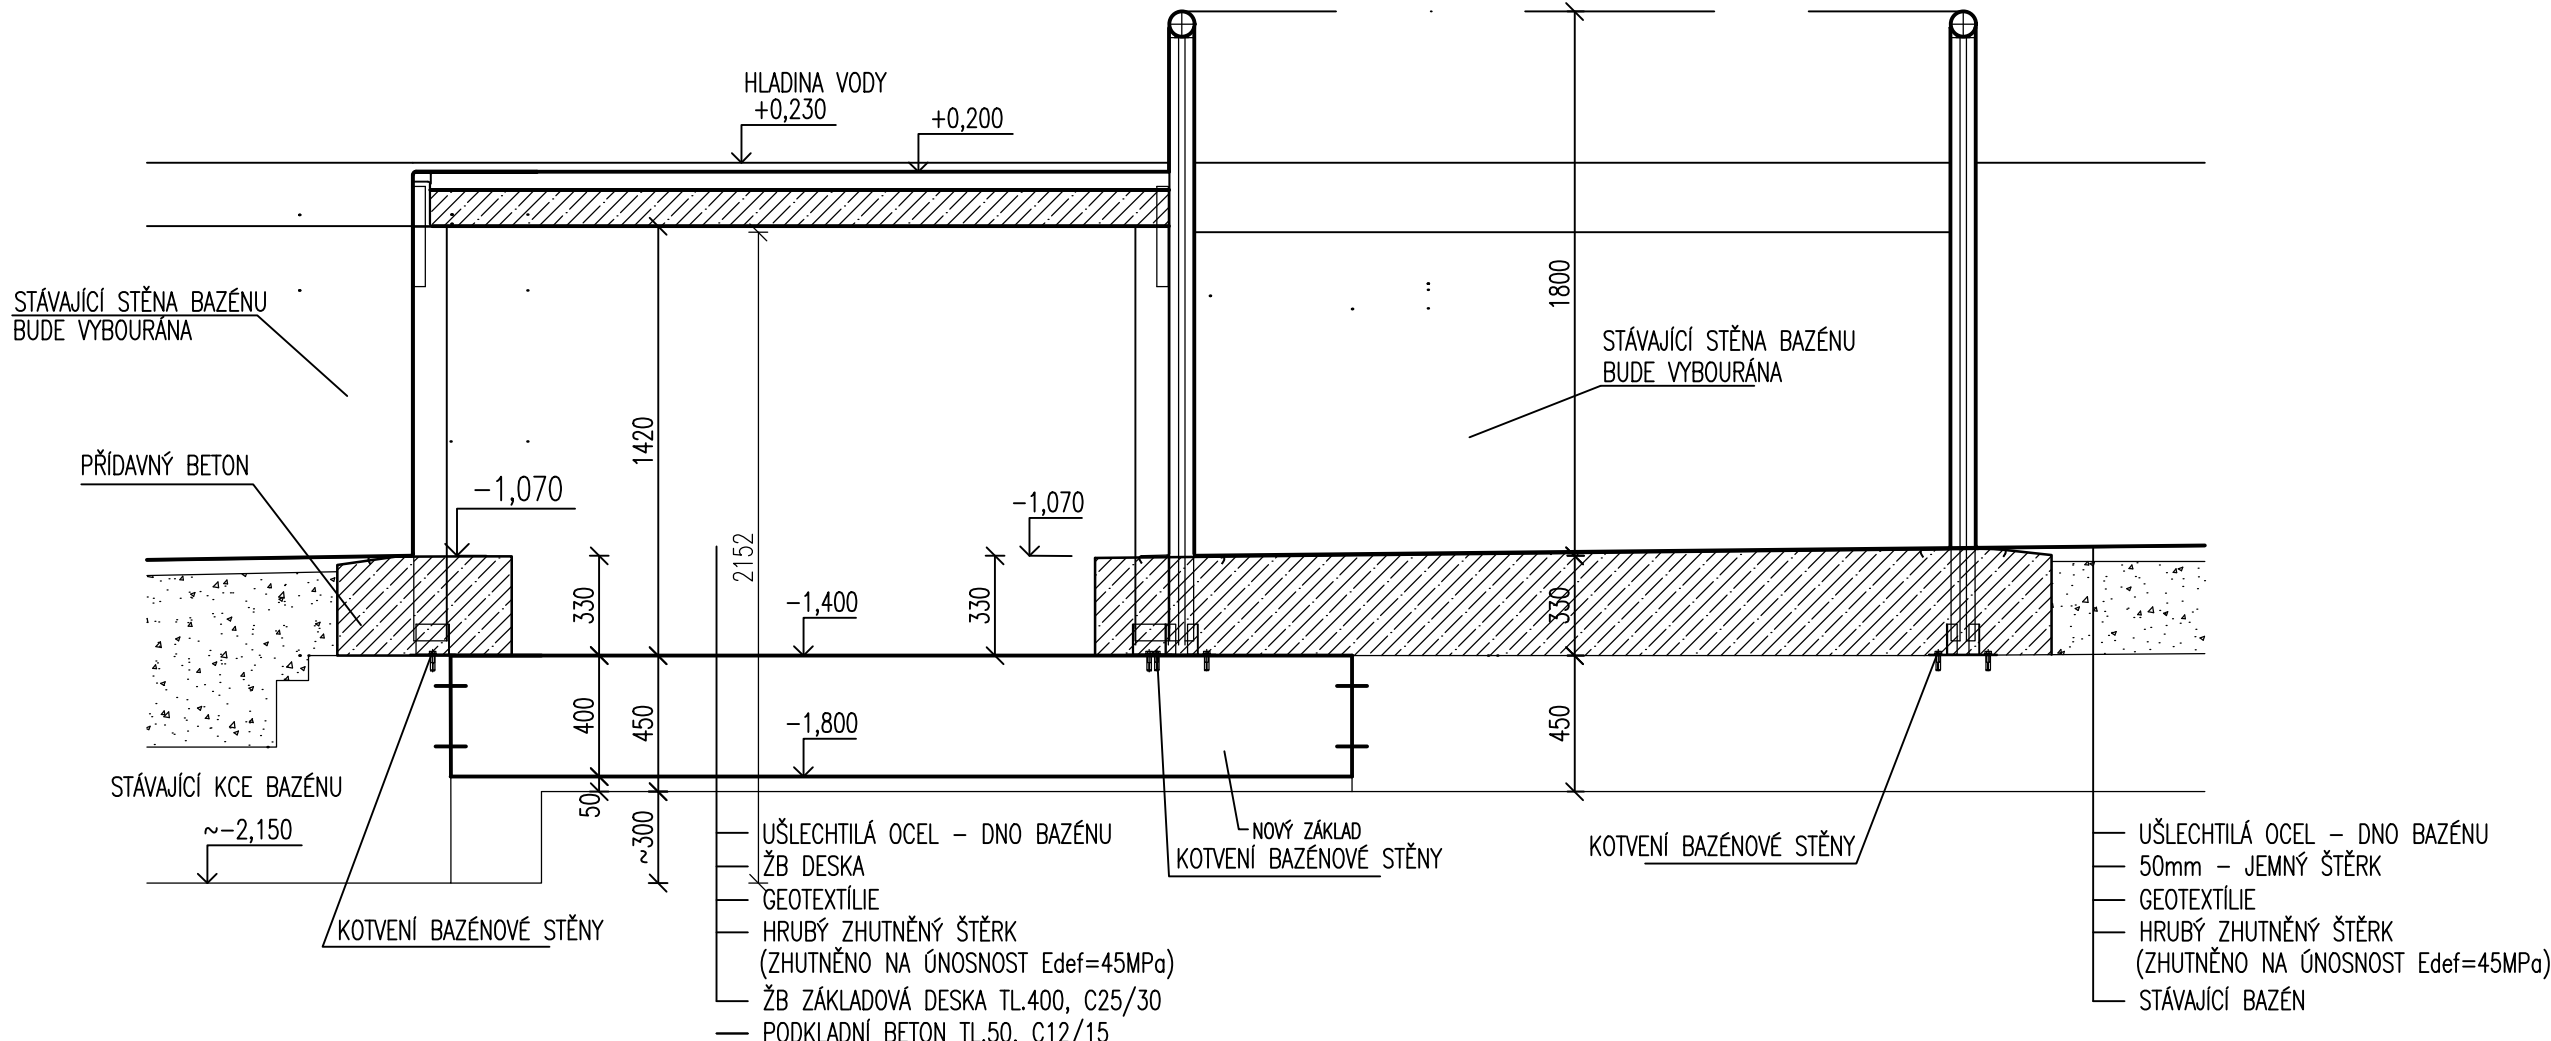 HLADINA VODY
+0,230
+0,200
STÁVAJÍCÍ STĚNA BAZÉNU
BUDE VYBOURÁNA
1800
STÁVAJÍCÍ STĚNA BAZÉNU
BUDE VYBOURÁNA
PŘÍDAVNÝ BETON
1420
-1,070
-1,070
2152
330
-1,400
330
330
400
450
-1,800
450
STÁVAJÍCÍ KCE BAZÉNU
50
~-2,150
~300
NOVÝ ZÁKLAD
KOTVENÍ BAZÉNOVÉ STĚNY
KOTVENÍ BAZÉNOVÉ STĚNY
KOTVENÍ BAZÉNOVÉ STĚNY
UŠLECHTILÁ OCEL - DNO BAZÉNU
ŽB DESKA
GEOTEXTÍLIE
HRUBÝ ZHUTNĚNÝ ŠTĚRK
(ZHUTNĚNO NA ÚNOSNOST Edef=45MPa)
ŽB ZÁKLADOVÁ DESKA TL.400, C25/30
PODKLADNÍ BETON TL.50, C12/15
UŠLECHTILÁ OCEL - DNO BAZÉNU
50mm - JEMNÝ ŠTĚRK
GEOTEXTÍLIE
HRUBÝ ZHUTNĚNÝ ŠTĚRK
(ZHUTNĚNO NA ÚNOSNOST Edef=45MPa)
STÁVAJÍCÍ BAZÉN